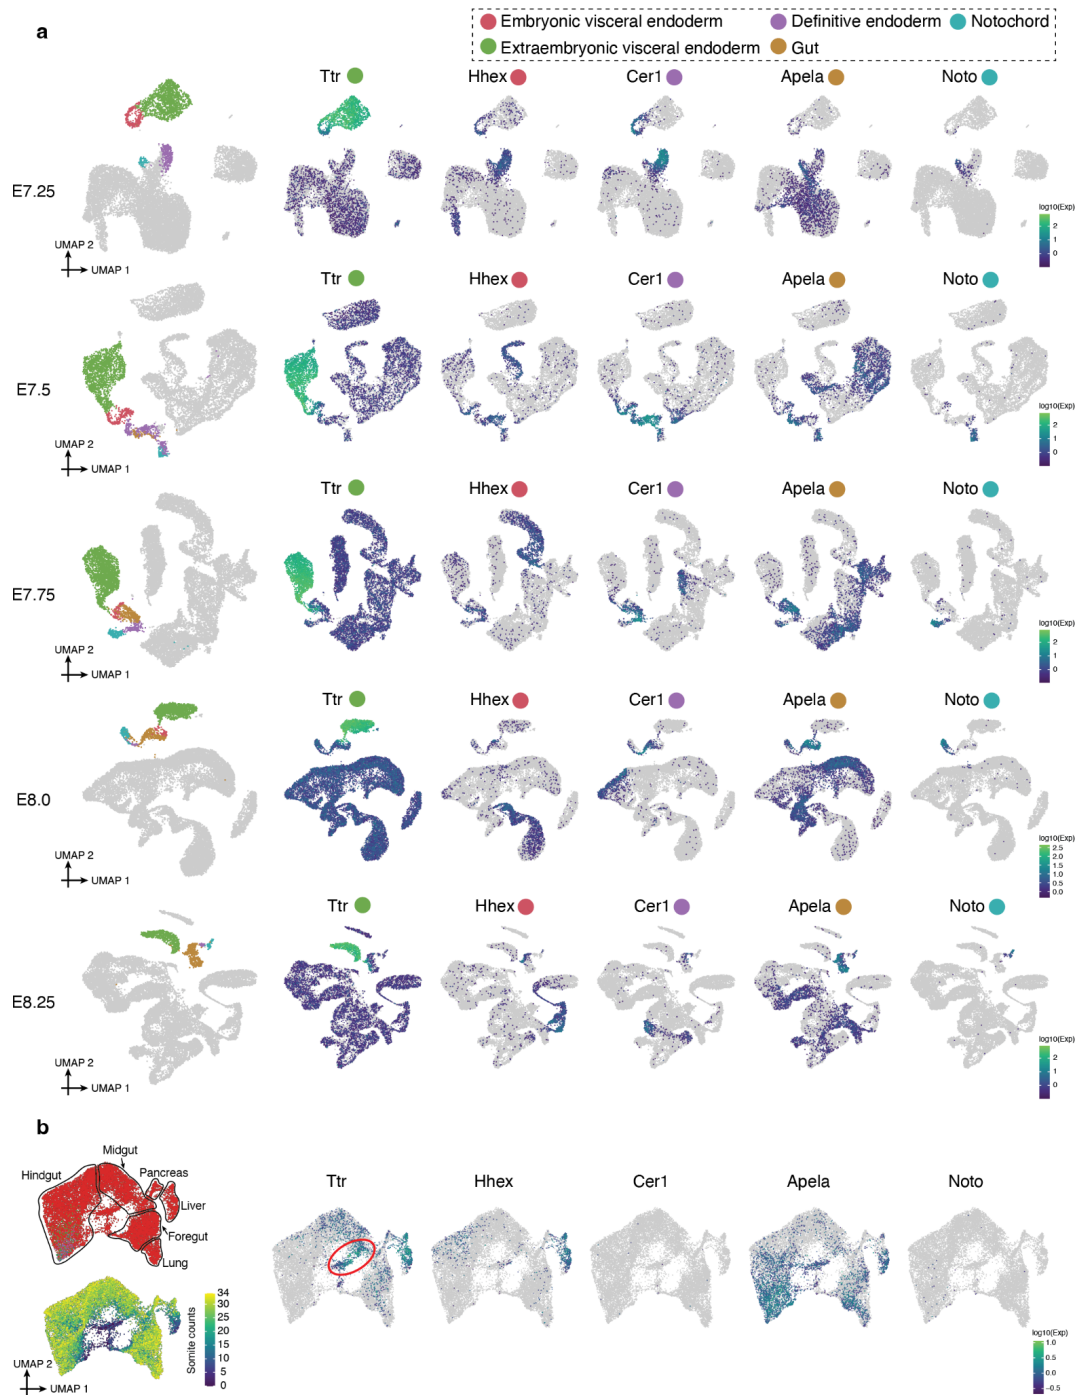 a
Embryonic visceral endoderm
Definitive endoderm
Notochord
Extraembryonic visceral endoderm
Gut
Ttr
Hhex
Cer1
Apela
Noto
E7.25
log10(Exp)
2
1
0
UMAP 2
UMAP 1
Ttr
Hhex
Cer1
Apela
Noto
E7.5
log10(Exp)
2
1
0
UMAP 2
UMAP 1
Ttr
Hhex
Cer1
Apela
Noto
E7.75
log10(Exp)
2
1
0
UMAP 2
UMAP 1
Ttr
Hhex
Cer1
Apela
Noto
E8.0
log10(Exp)
2.5
2.0
1.5
1.0
0.5
0.0
UMAP 2
UMAP 1
Ttr
Hhex
Cer1
Apela
Noto
E8.25
log10(Exp)
2
1
0
UMAP 2
UMAP 1
b
Midgut
Hindgut
Pancreas
Liver
Foregut
Lung
Ttr
Hhex
Cer1
Apela
Noto
34
30
25
20
15
10
5
0
Somite counts
UMAP 2
UMAP 1
log10(Exp)
1.0
0.5
0.0
−0.5